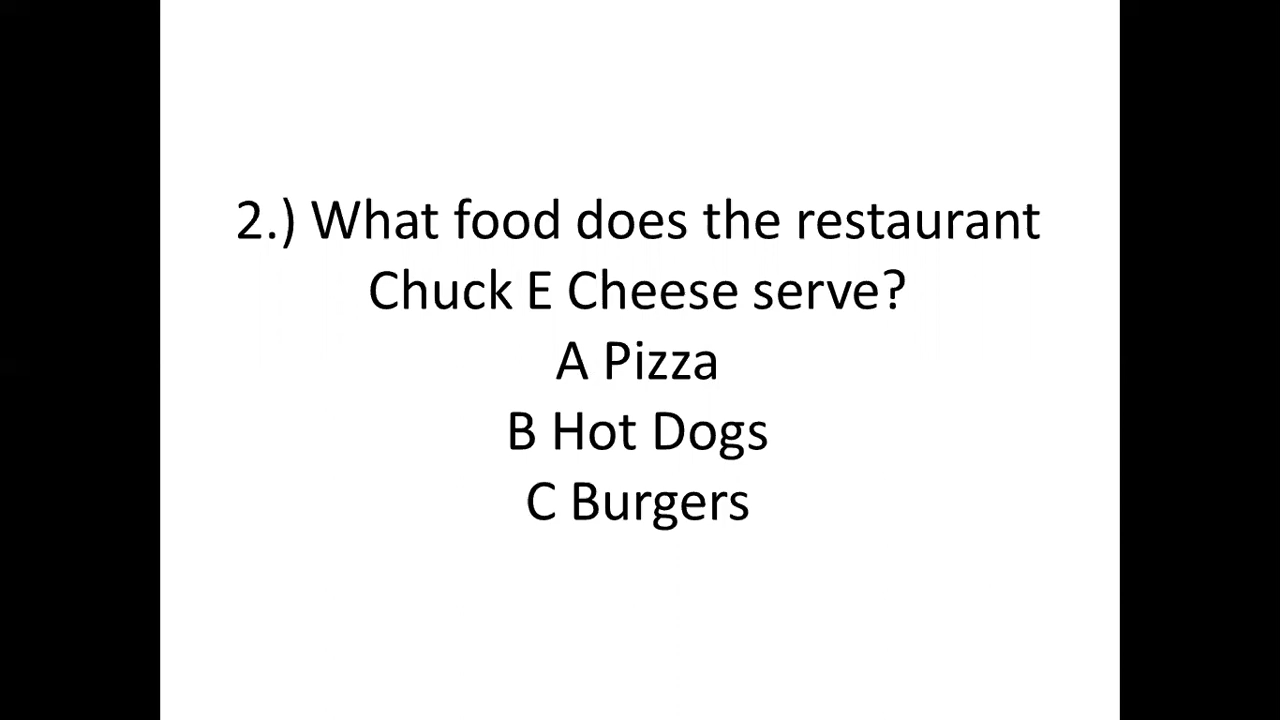 2.) What food does the restaurant
Chuck E Cheese serve?
A Pizza
B Hot Dogs
C Burgers